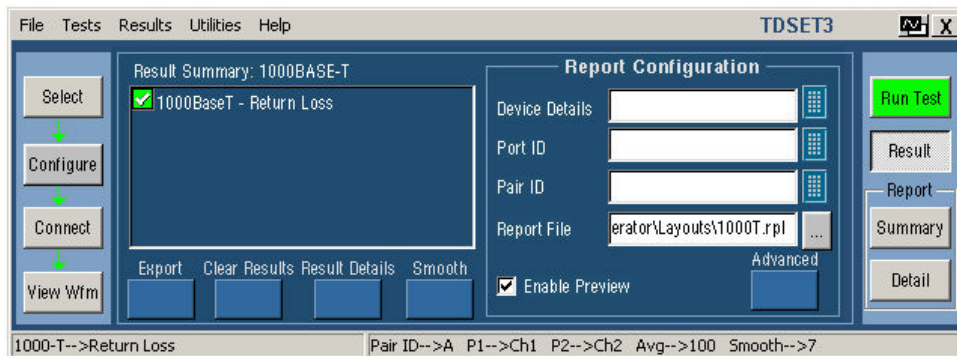 File Tests Results Utilities Help TDSET3 X
Select
Configure
Connect
View Wfm
Result Summary: 1000BASE-T
1000BaseT - Return Loss
Export Clear Results Result Details Smooth
Report Configuration
Device Details
Port ID
Pair ID
Report File erator\Layouts\1000T.rpl ...
Enable Preview
Advanced
Run Test
Result
Report
Summary
Detail
1000-T-->Return Loss Pair ID-->A P1-->Ch1 P2-->Ch2 Avg-->100 Smooth-->7